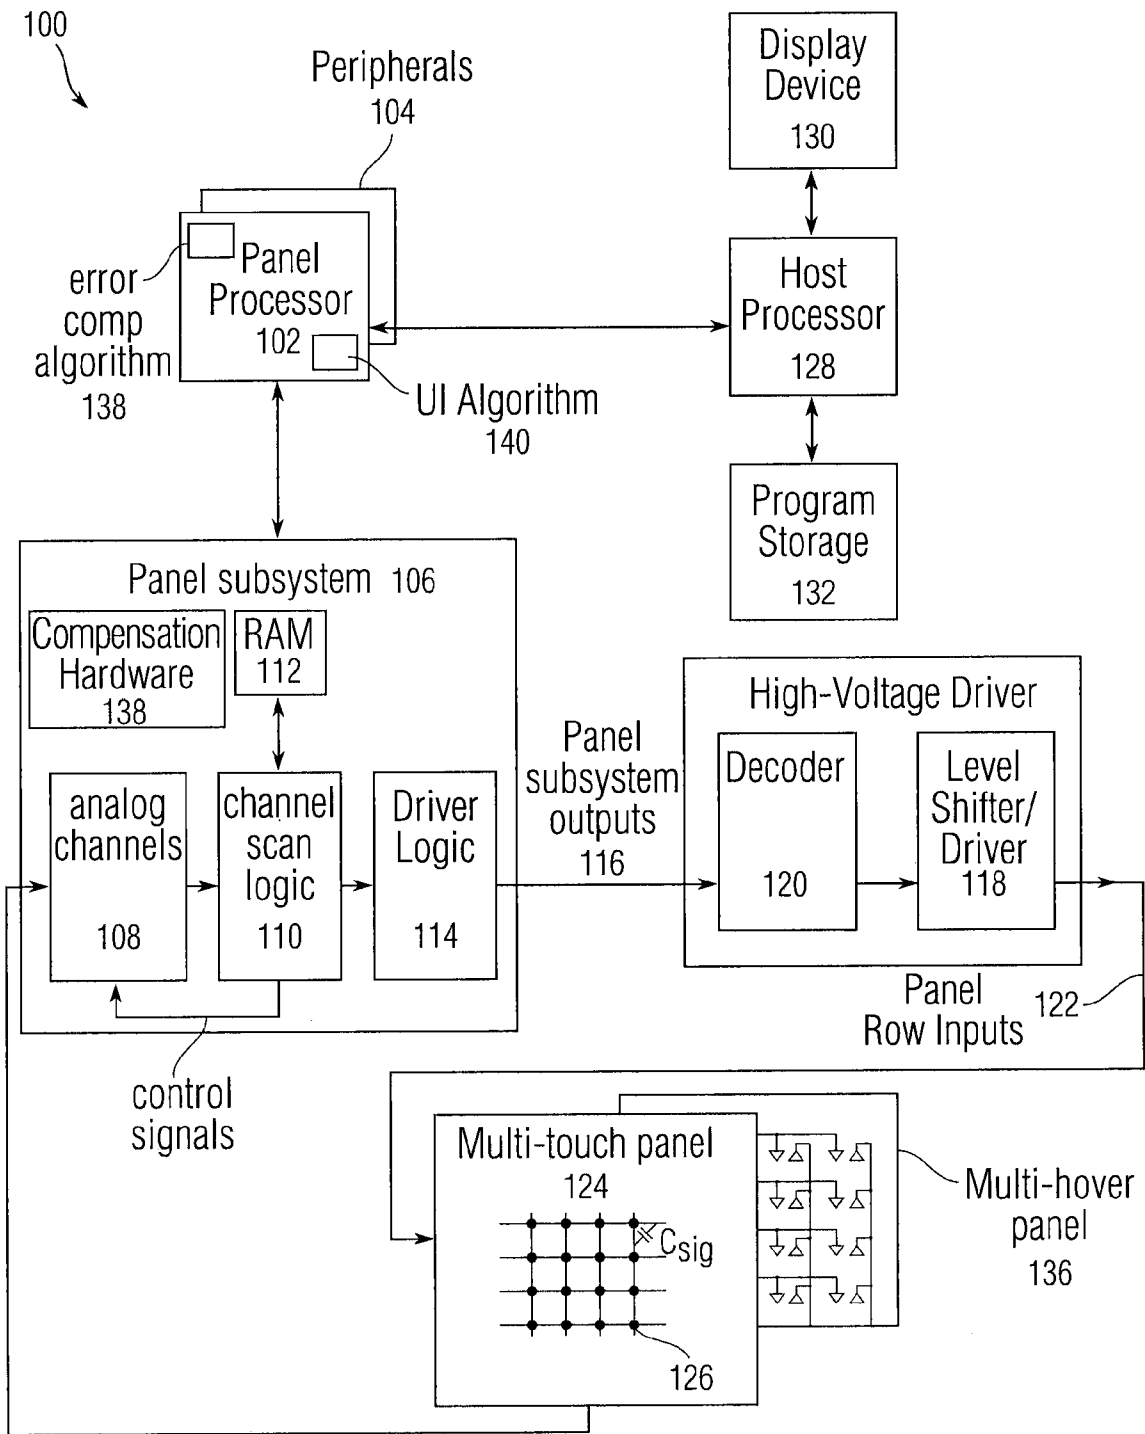 100
Peripherals
104
Display
Device
130
error
comp
algorithm
138
Panel
Processor
102
UI Algorithm
140
Host
Processor
128
Program
Storage
132
Panel subsystem 106
Compensation
Hardware
138
RAM
112
analog
channels
108
channel
scan
logic
110
Driver
Logic
114
control
signals
Panel
subsystem
outputs
116
High-Voltage Driver
Decoder
120
Level
Shifter/
Driver
118
Panel
Row Inputs
122
Multi-touch panel
124
Csig
126
Multi-hover
panel
136